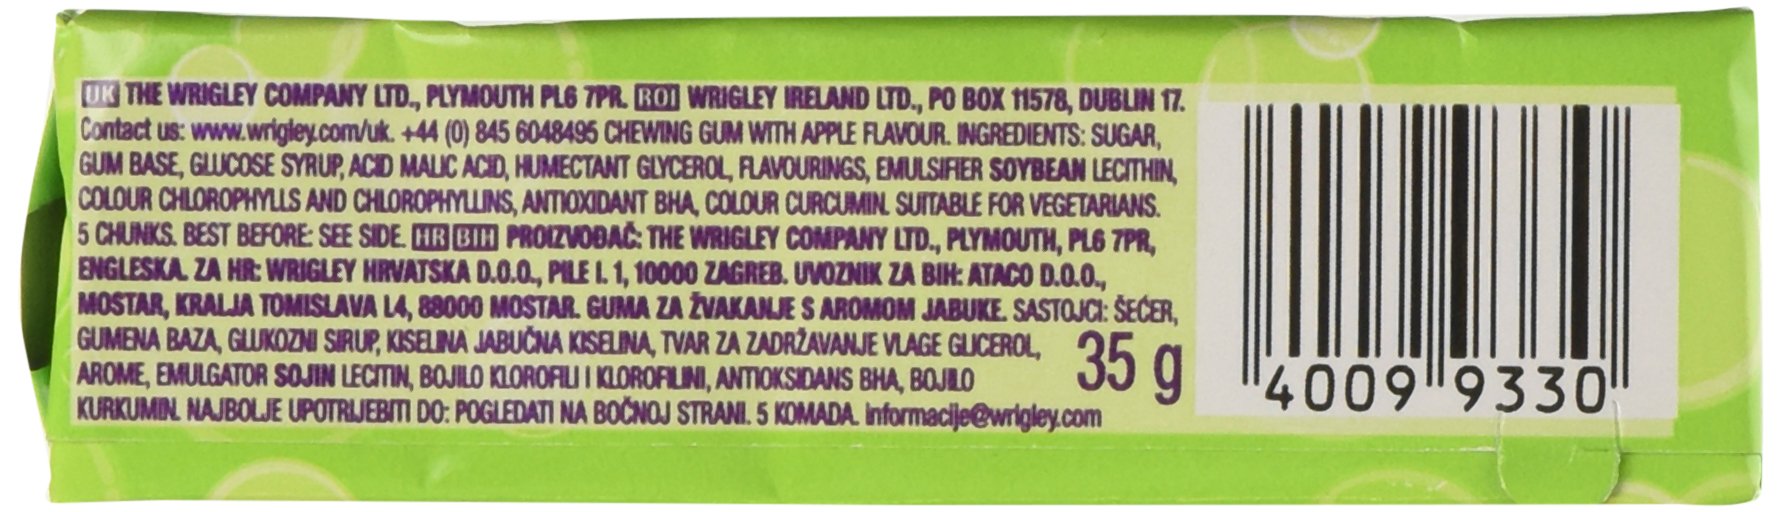 UK THE WRIGLEY COMPANY LTD., PLYMOUTH PL6 7PR. ROI WRIGLEY IRELAND LTD., PO BOX 11578, DUBLIN 17.
Contact us: www.wrigley.com/uk. +44 (0) 845 6048495 CHEWING GUM WITH APPLE FLAVOUR. INGREDIENTS: SUGAR,
GUM BASE, GLUCOSE SYRUP, ACID MALIC ACID, HUMECTANT GLYCEROL, FLAVOURINGS, EMULSIFIER SOYBEAN LECITHIN,
COLOUR CHLOROPHYLLS AND CHLOROPHYLLINS, ANTIOXIDANT BHA, COLOUR CURCUMIN. SUITABLE FOR VEGETARIANS.
5 CHUNKS. BEST BEFORE: SEE SIDE. HR BIH PROIZVOĐAČ: THE WRIGLEY COMPANY LTD., PLYMOUTH, PL6 7PR,
ENGLESKA. ZA HR: WRIGLEY HRVATSKA D.O.O., PILE I. 1, 10000 ZAGREB. UVOZNIK ZA BIH: ATACO D.O.O.,
MOSTAR, KRALJA TOMISLAVA L4, 88000 MOSTAR. GUMA ZA ŽVAKANJE S AROMOM JABUKE. SASTOJCI: ŠEĆER,
GUMENA BAZA, GLUKOZNI SIRUP, KISELINA JABUČNA KISELINA, TVAR ZA ZADRŽAVANJE VLAGE GLICEROL,
AROME, EMULGATOR SOJIN LECITIN, BOJILO KLOROFILI I KLOROFILINI, ANTIOKSIDANS BHA, BOJILO
KURKUMIN. NAJBOLJE UPOTRIJEBITI DO: POGLEDATI NA BOČNOJ STRANI. 5 KOMADA. informacije@wrigley.com
35 g
4009 9330